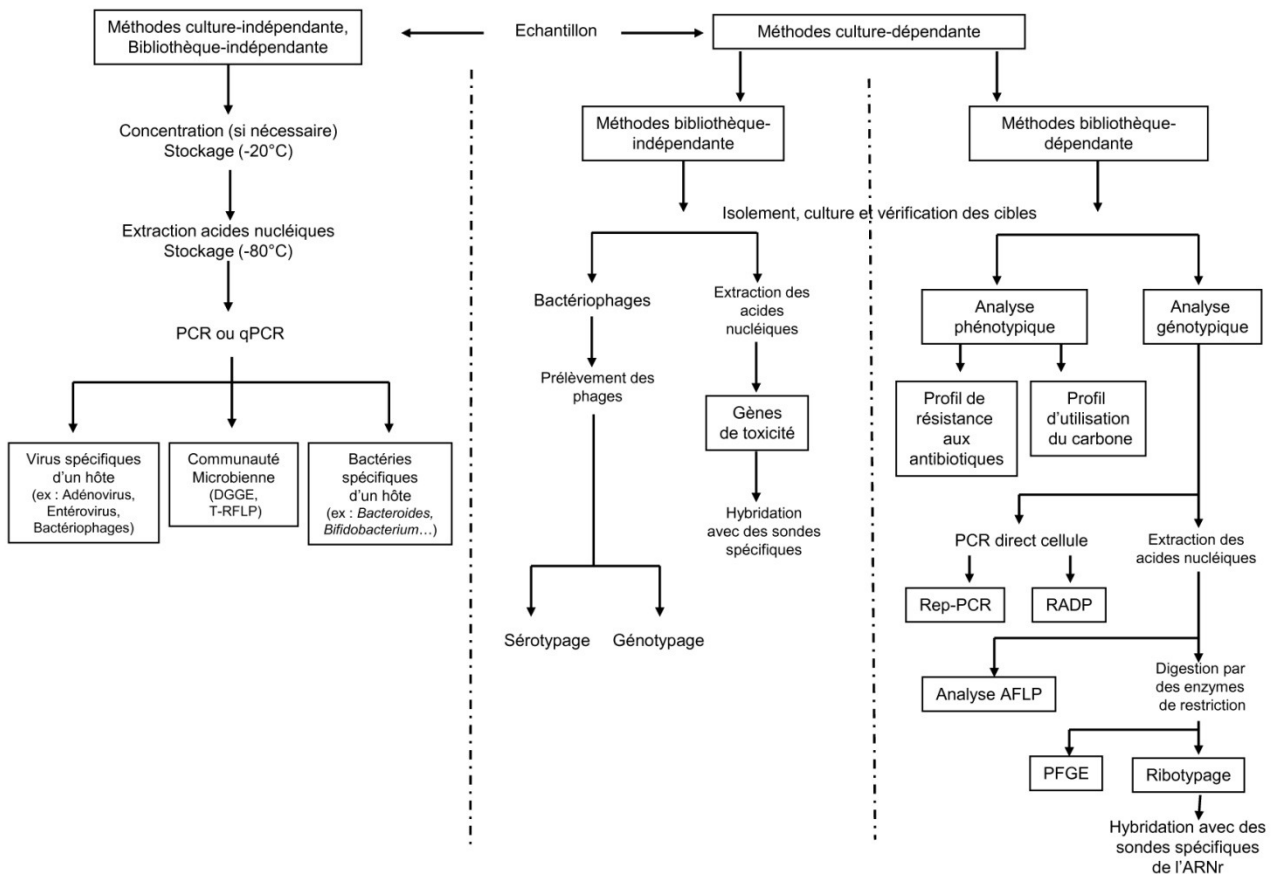 Méthodes culture-indépendante,
Bibliothèque-indépendante
Echantillon
Méthodes culture-dépendante
Concentration (si nécessaire)
Stockage (-20°C)
Extraction acides nucléiques
Stockage (-80°C)
PCR ou qPCR
Virus spécifiques
d'un hôte
(ex : Adénovirus,
Entérovirus,
Bactériophages)
Communauté
Microbienne
(DGGE,
T-RFLP)
Bactéries
spécifiques
d'un hôte
(ex : Bacteroides,
Bifidobacterium…)
Méthodes bibliothèque-
indépendante
Méthodes bibliothèque-
dépendante
Isolement, culture et vérification des cibles
Bactériophages
Prélèvement des
phages
Sérotypage
Génotypage
Extraction des
acides
nucléiques
Gènes
de toxicité
Hybridation
avec des sondes
spécifiques
Analyse
phénotypique
Analyse
génotypique
Profil de
résistance
aux
antibiotiques
Profil
d'utilisation
du carbone
PCR direct cellule
Rep-PCR
RADP
Extraction des
acides nucléiques
Analyse AFLP
Digestion par
des enzymes
de restriction
PFGE
Ribotypage
Hybridation avec des
sondes spécifiques
de l'ARNr